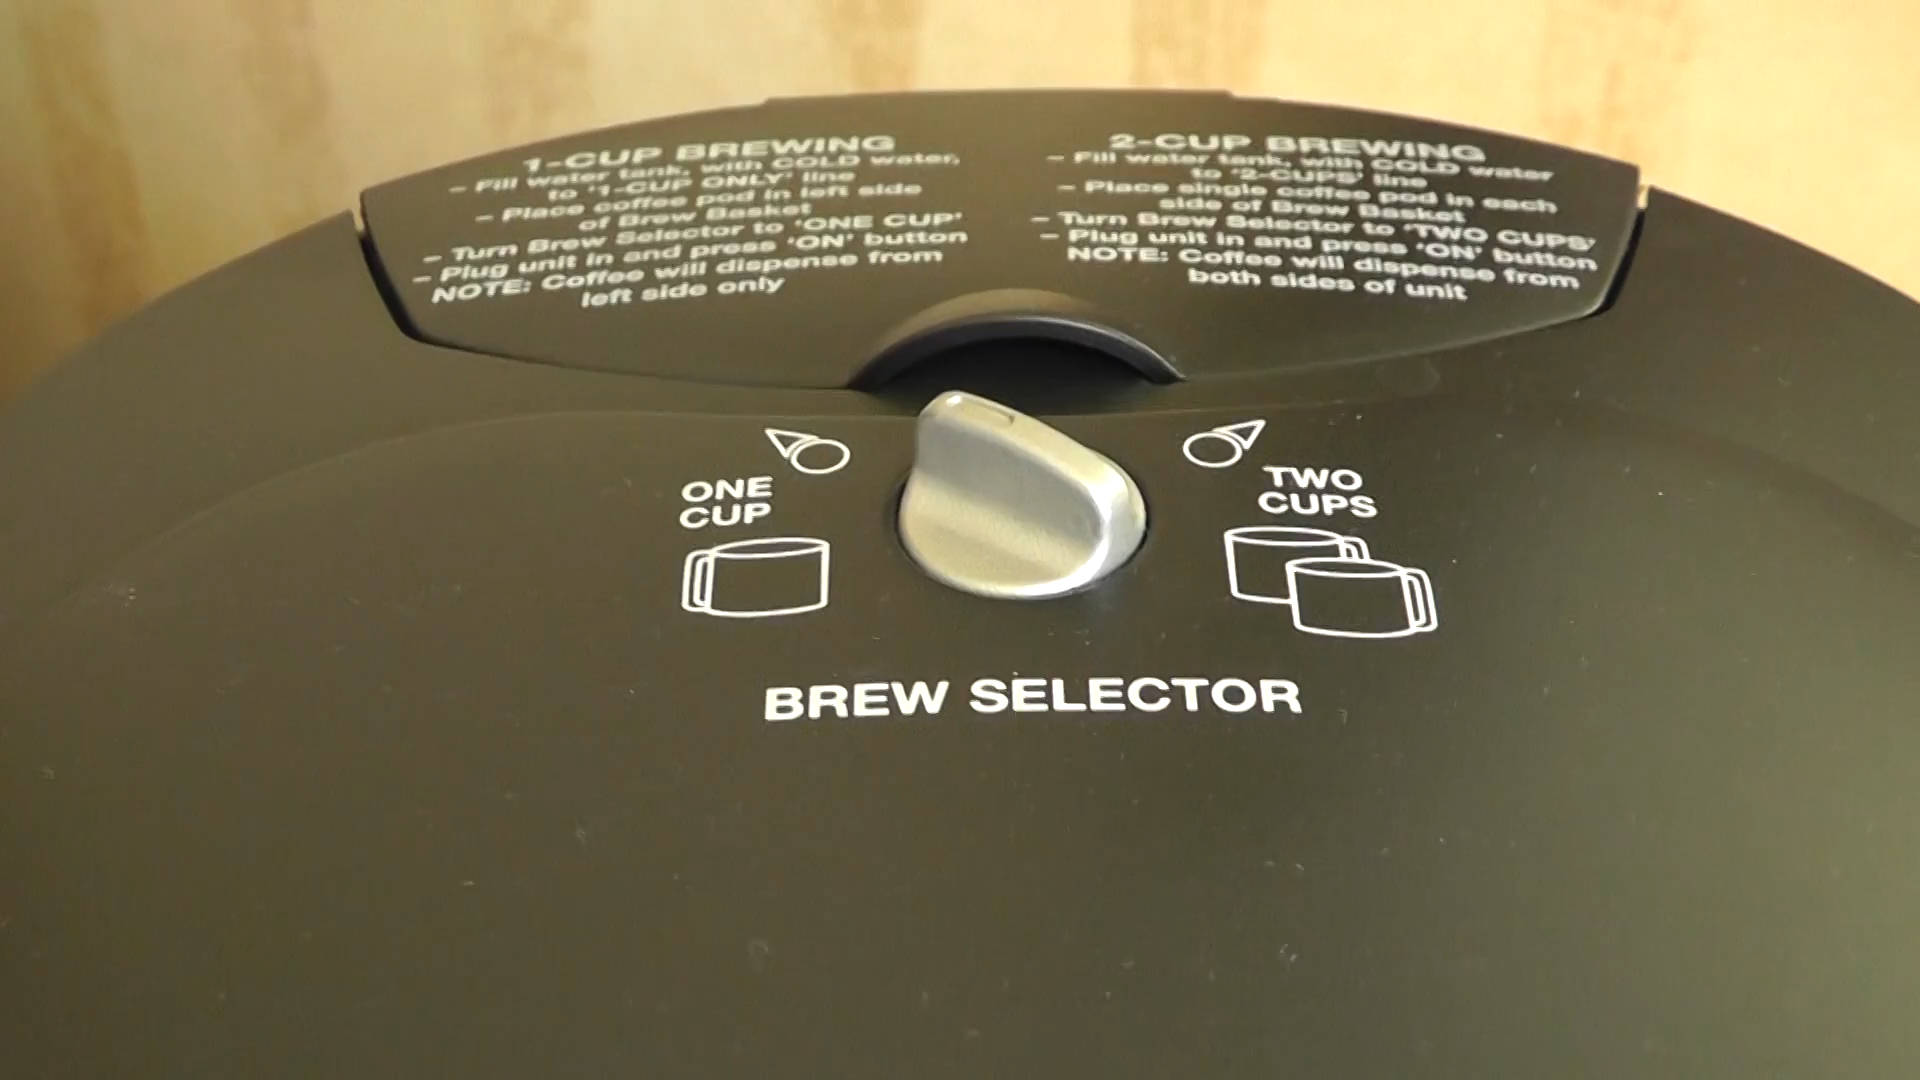 1-CUP BREWING
– Fill water tank, with COLD water,
to '1-CUP ONLY' line
– Place coffee pod in left side
of Brew Basket
– Turn Brew Selector to 'ONE CUP'
– Plug unit in and press 'ON' button
NOTE: Coffee will dispense from
left side only
2-CUP BREWING
– Fill water tank, with COLD water
to '2-CUPS' line
– Place single coffee pod in each
side of Brew Basket
– Turn Brew Selector to 'TWO CUPS'
– Plug unit in and press 'ON' button
NOTE: Coffee will dispense from
both sides of unit
ONE
CUP
TWO
CUPS
BREW SELECTOR